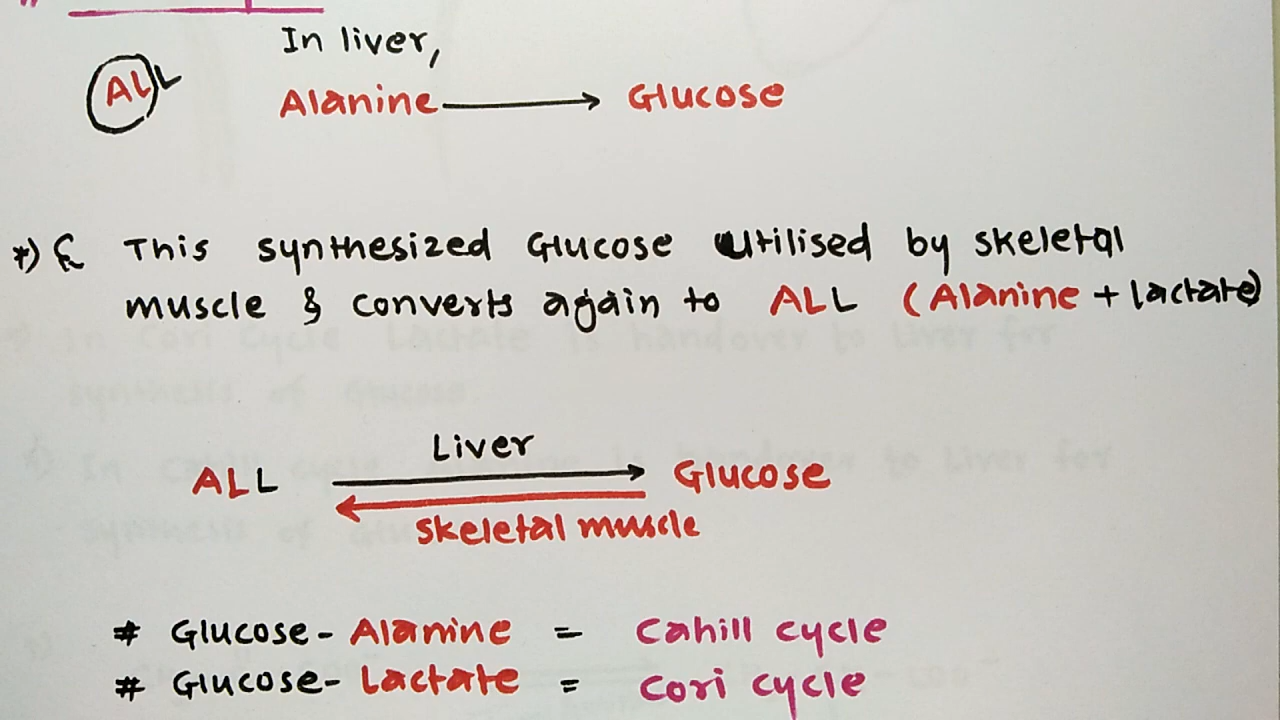 In liver,
ALL Alanine → Glucose
*) & This synthesized Glucose utilised by skeletal
muscle & converts again to ALL (Alanine + lactate)
Liver
ALL Glucose
skeletal muscle
# Glucose - Alanine = Cahill cycle
# Glucose - Lactate = Cori cycle